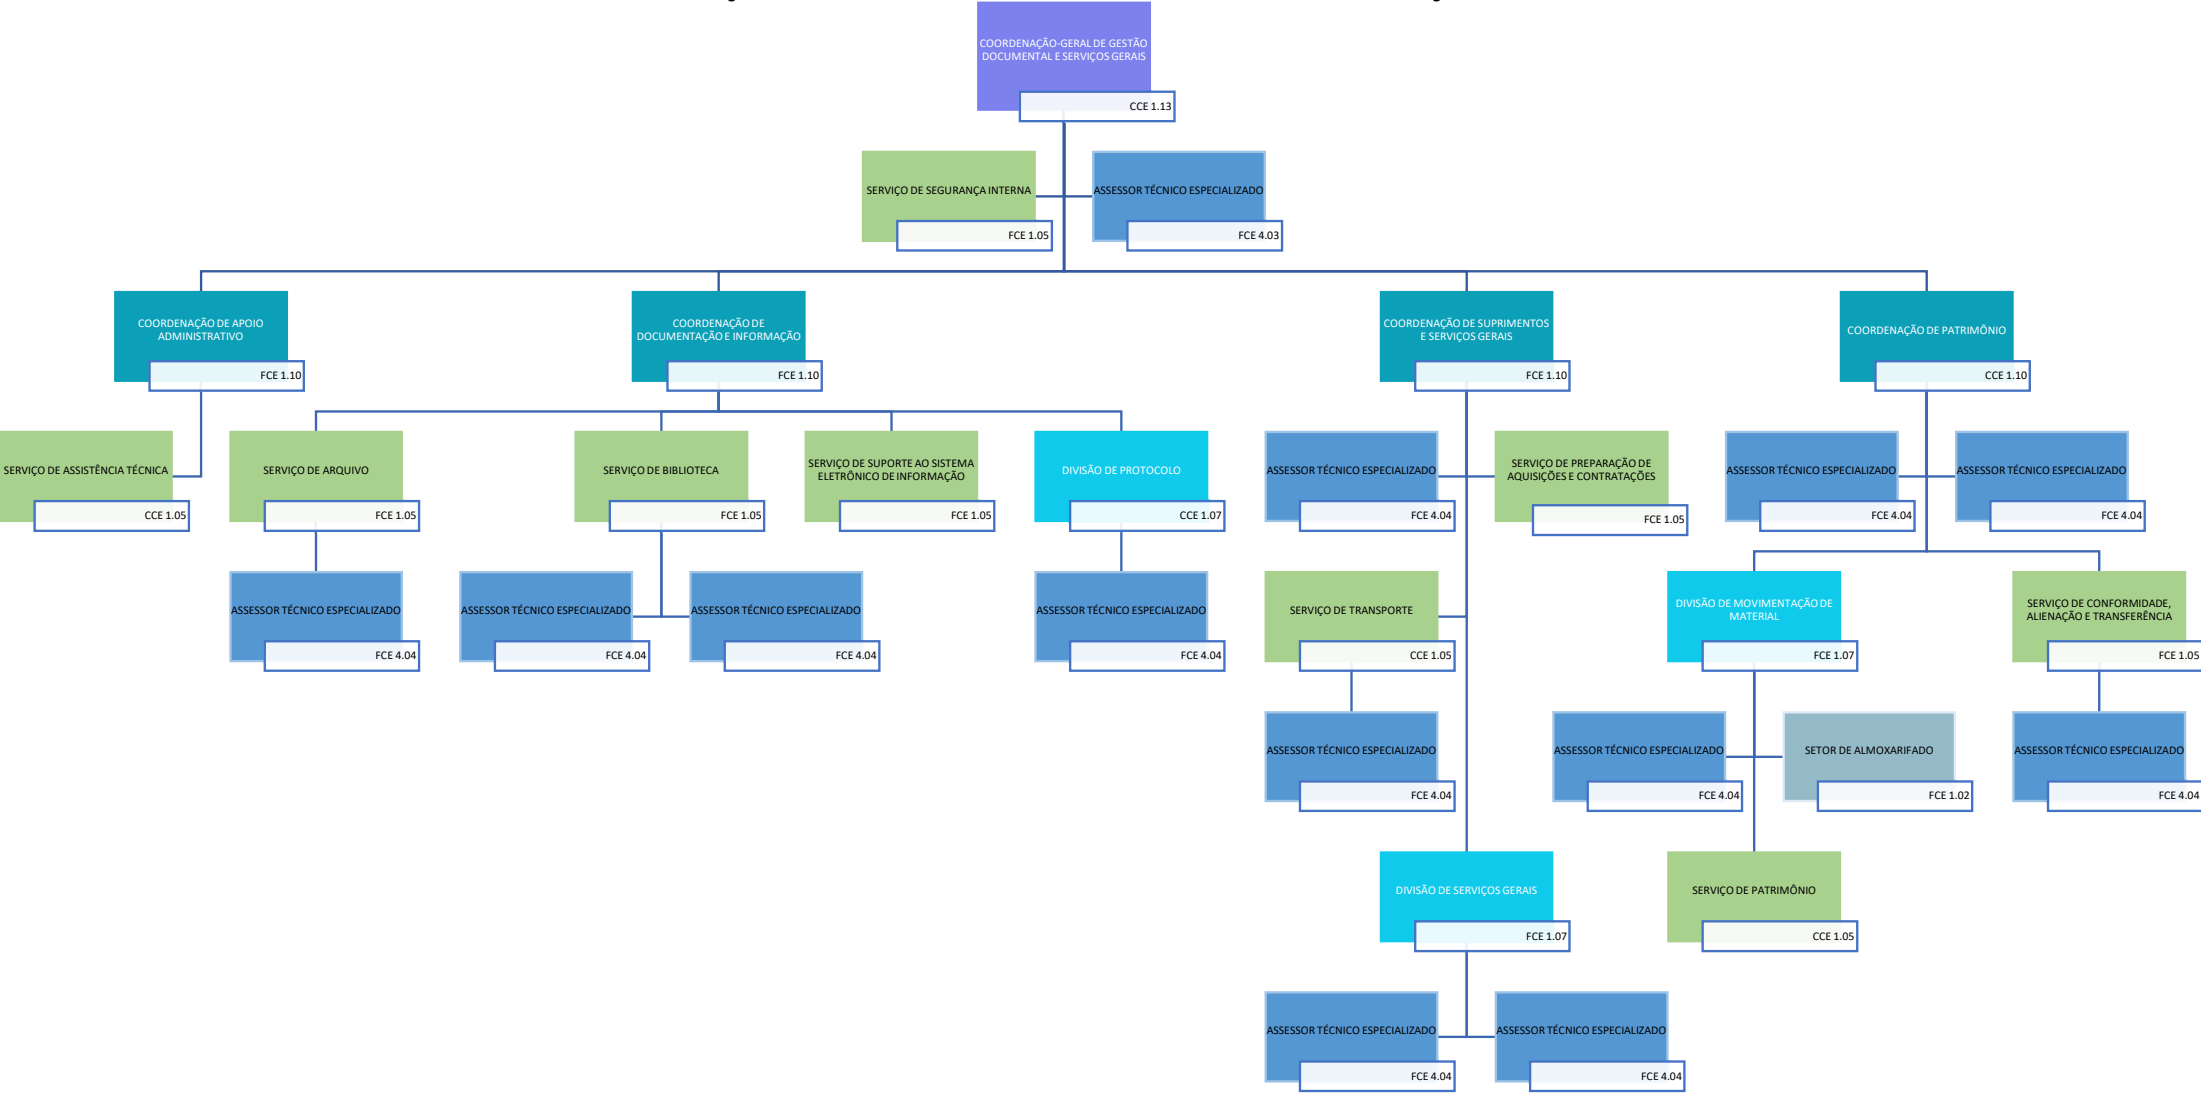 COORDENAÇÃO-GERAL DE GESTÃO
DOCUMENTAL E SERVIÇOS GERAIS
CCE 1.13
SERVIÇO DE SEGURANÇA INTERNA
FCE 1.05
ASSESSOR TÉCNICO ESPECIALIZADO
FCE 4.03
COORDENAÇÃO DE APOIO
ADMINISTRATIVO
FCE 1.10
COORDENAÇÃO DE
DOCUMENTAÇÃO E INFORMAÇÃO
FCE 1.10
COORDENAÇÃO DE SUPRIMENTOS
E SERVIÇOS GERAIS
FCE 1.10
COORDENAÇÃO DE PATRIMÔNIO
CCE 1.10
SERVIÇO DE ASSISTÊNCIA TÉCNICA
CCE 1.05
SERVIÇO DE ARQUIVO
FCE 1.05
SERVIÇO DE BIBLIOTECA
FCE 1.05
SERVIÇO DE SUPORTE AO SISTEMA
ELETRÔNICO DE INFORMAÇÃO
FCE 1.05
DIVISÃO DE PROTOCOLO
CCE 1.07
ASSESSOR TÉCNICO ESPECIALIZADO
FCE 4.04
SERVIÇO DE PREPARAÇÃO DE
AQUISIÇÕES E CONTRATAÇÕES
FCE 1.05
ASSESSOR TÉCNICO ESPECIALIZADO
FCE 4.04
ASSESSOR TÉCNICO ESPECIALIZADO
FCE 4.04
ASSESSOR TÉCNICO ESPECIALIZADO
FCE 4.04
ASSESSOR TÉCNICO ESPECIALIZADO
FCE 4.04
ASSESSOR TÉCNICO ESPECIALIZADO
FCE 4.04
ASSESSOR TÉCNICO ESPECIALIZADO
FCE 4.04
SERVIÇO DE TRANSPORTE
CCE 1.05
DIVISÃO DE MOVIMENTAÇÃO DE
MATERIAL
FCE 1.07
SERVIÇO DE CONFORMIDADE,
ALIENAÇÃO E TRANSFERÊNCIA
FCE 1.05
ASSESSOR TÉCNICO ESPECIALIZADO
FCE 4.04
ASSESSOR TÉCNICO ESPECIALIZADO
FCE 4.04
SETOR DE ALMOXARIFADO
FCE 1.02
ASSESSOR TÉCNICO ESPECIALIZADO
FCE 4.04
DIVISÃO DE SERVIÇOS GERAIS
FCE 1.07
SERVIÇO DE PATRIMÔNIO
CCE 1.05
ASSESSOR TÉCNICO ESPECIALIZADO
FCE 4.04
ASSESSOR TÉCNICO ESPECIALIZADO
FCE 4.04